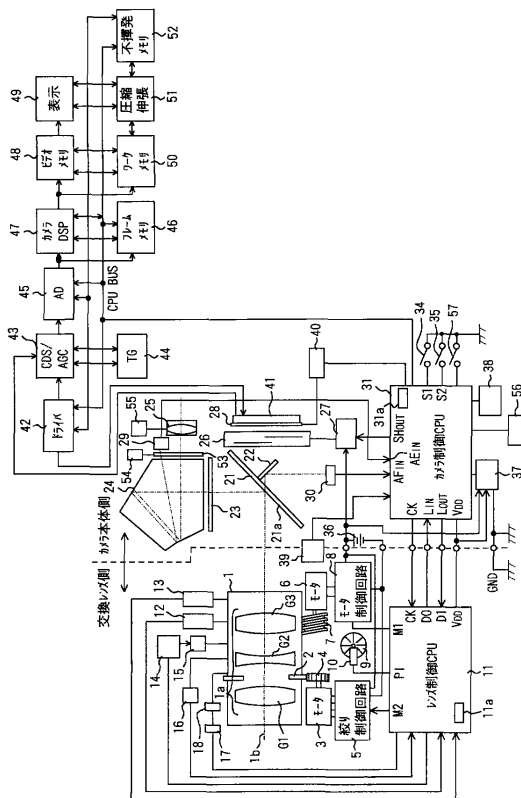 49
表示
48
ビデオ
メモリ
47
カメラ
DSP
45
AD
43
CDS/
AGC
42
ドライバ
不揮発
メモリ
52
圧縮
伸張
51
ワーク
メモリ
50
フレーム
メモリ
46
CPU BUS
TG
44
交換レンズ側
カメラ本体側
13
12
14
15
16
18
17
1
1a
1b
G1
G2
G3
2
3
モータ
4
5
絞り
制御回路
6
モータ
7
8
モータ
制御回路
9
10
39
36
24
54
29
55
25
53
23
21
21a
22
26
28
41
27
30
40
M2
PI
M1
レンズ制御CPU
11
11a
CK
DO
DI
VDD
GND
CK
LIN
LOUT
VDD
AFIN
AEIN
SHOUT
カメラ制御CPU
31
31a
S1
S2
34
35
57
37
38
56